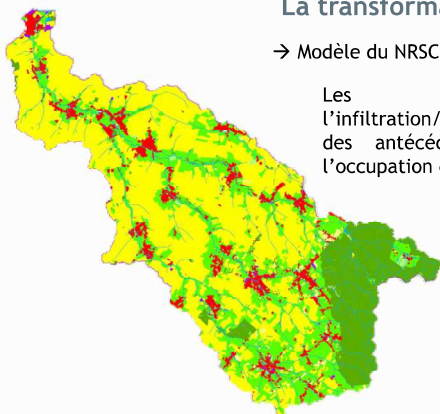 La transforma
→ Modèle du NRSC
Les
l’infiltration/
des antécéd
l’occupation